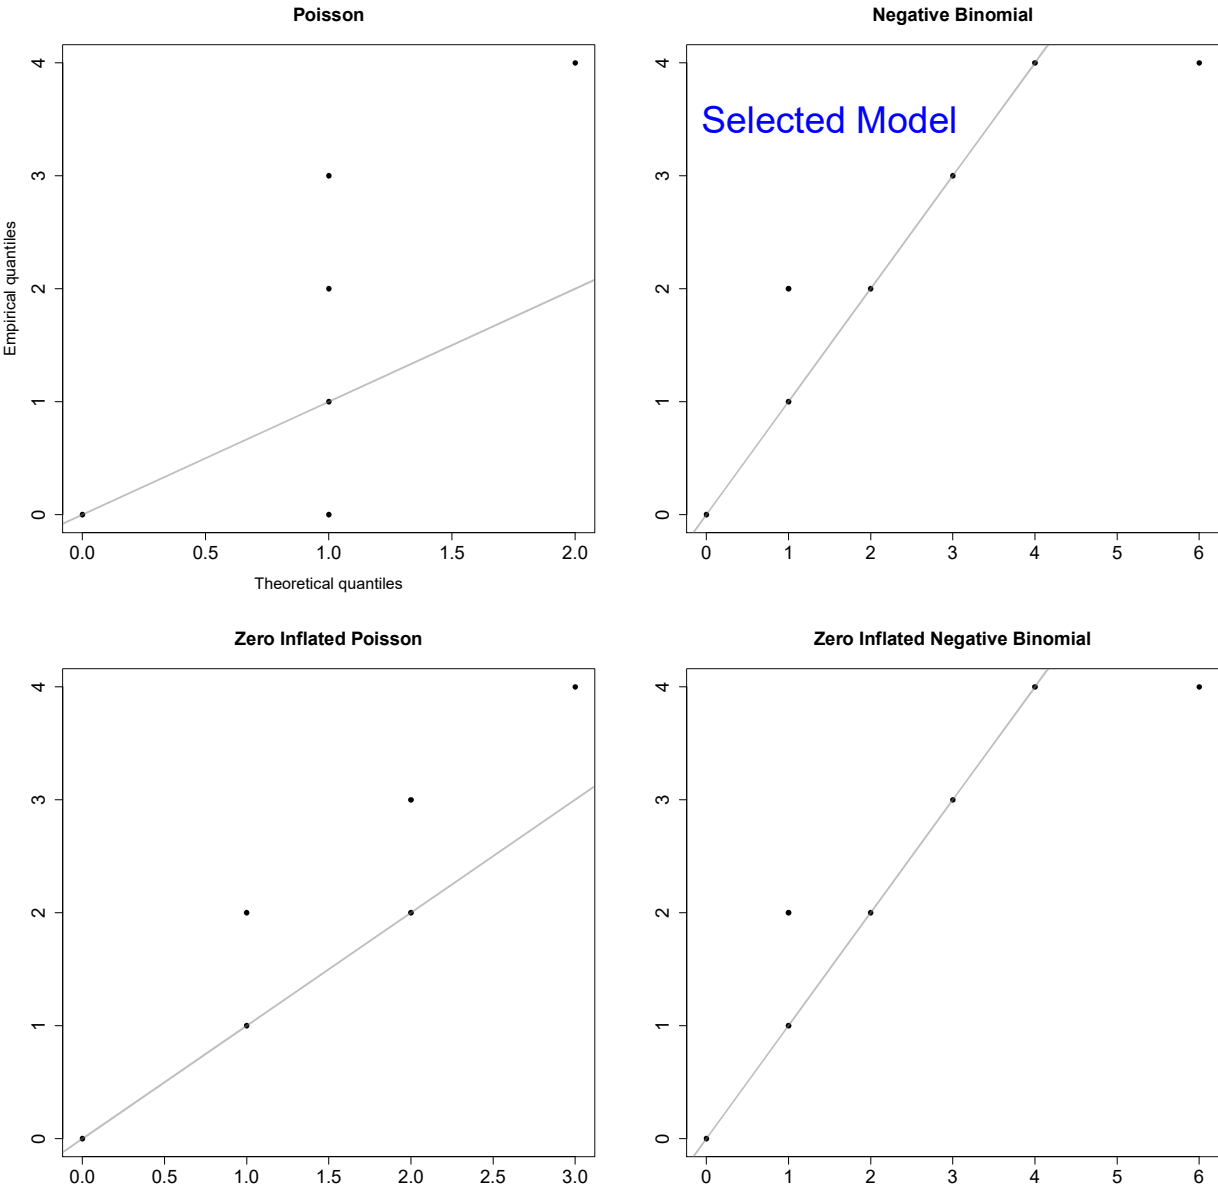 Poisson
Negative Binomial
4
3
2
1
0
Empirical quantiles
0.0 0.5 1.0 1.5 2.0
Theoretical quantiles
Selected Model
4
3
2
1
0
0 1 2 3 4 5 6
Zero Inflated Poisson
Zero Inflated Negative Binomial
4
3
2
1
0
0.0 0.5 1.0 1.5 2.0 2.5 3.0
4
3
2
1
0
0 1 2 3 4 5 6